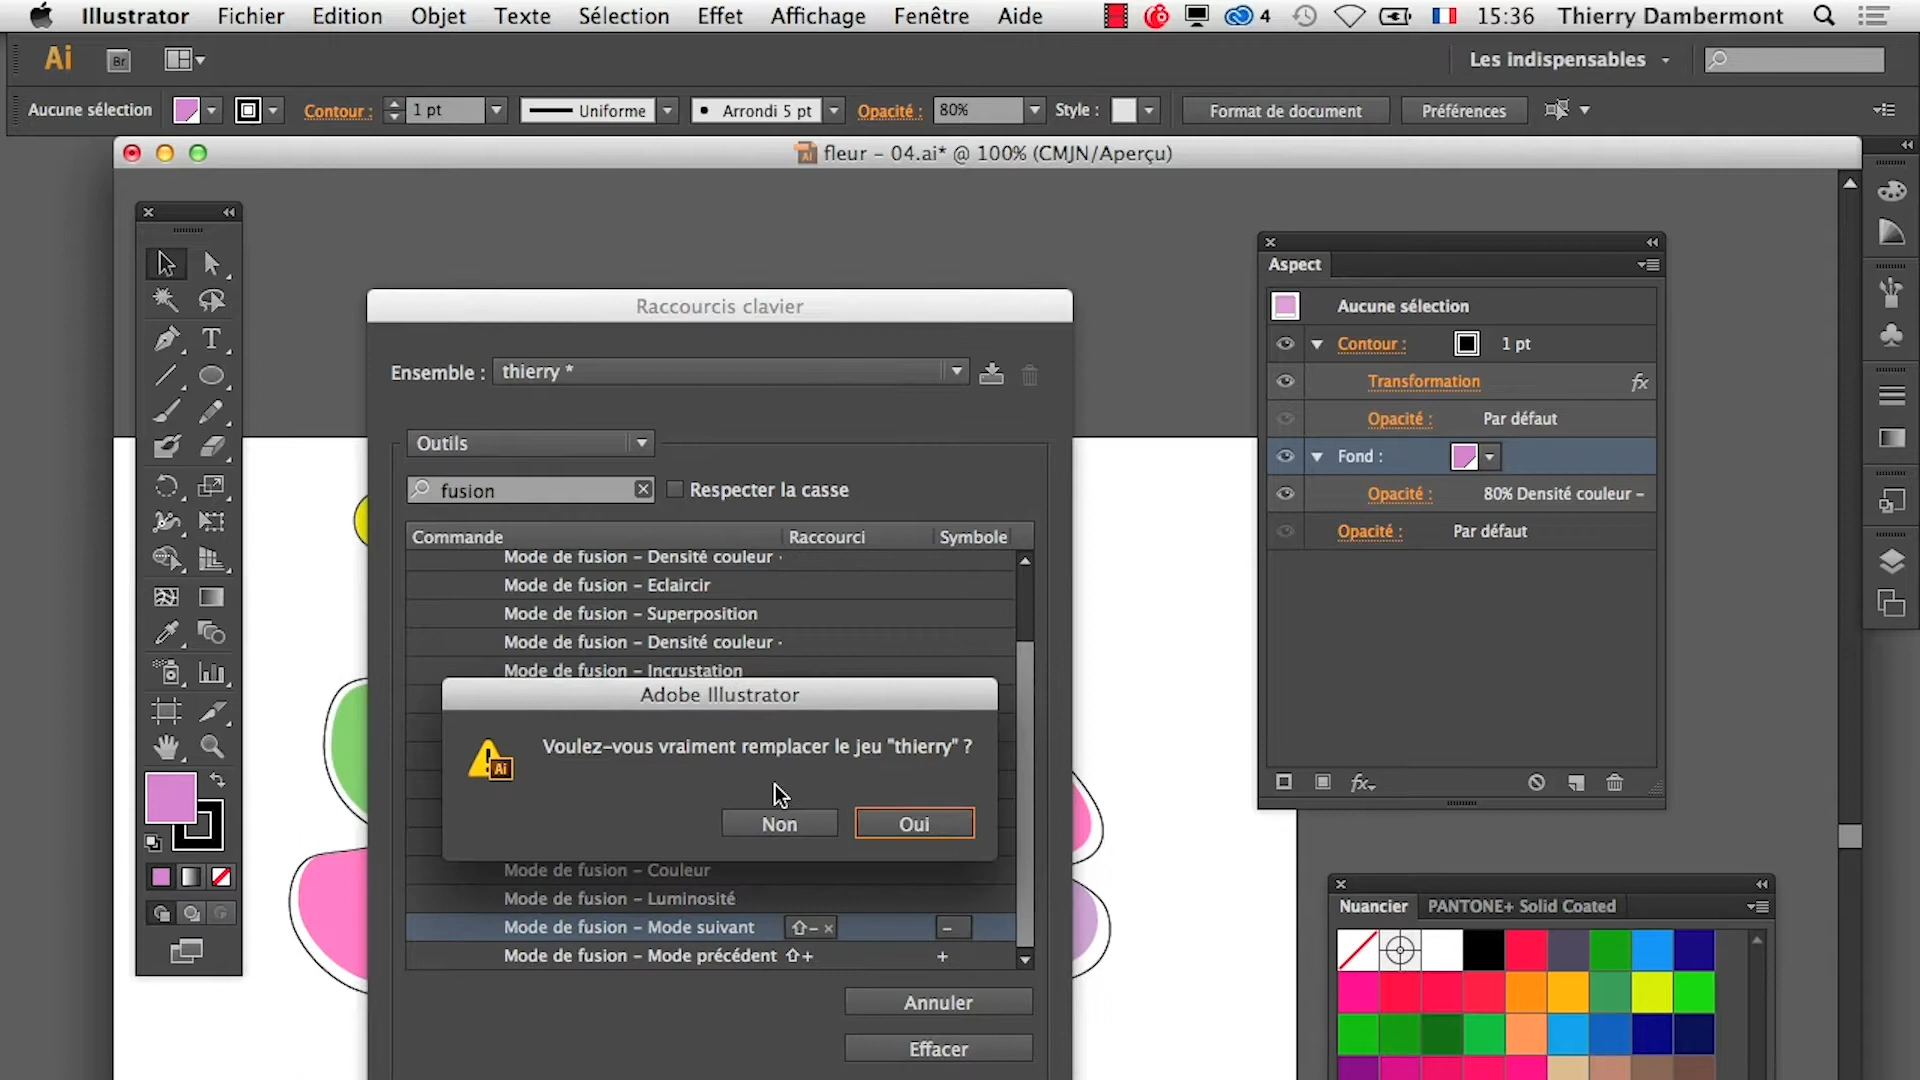 Illustrator Fichier Edition Objet Texte Sélection Effet Affichage Fenêtre Aide 4 15:36 Thierry Dambermont
Ai Br Les indispensables
Aucune sélection Contour : 1 pt Uniforme Arrondi 5 pt Opacité : 80% Style : Format de document Préférences
fleur - 04.ai* @ 100% (CMJN/Aperçu)
Raccourcis clavier
Ensemble : thierry *
Outils
fusion Respecter la casse
Commande Raccourci Symbole
Mode de fusion - Densité couleur
Mode de fusion - Eclaircir
Mode de fusion - Superposition
Mode de fusion - Densité couleur
Mode de fusion - Incrustation
Adobe Illustrator
Voulez-vous vraiment remplacer le jeu "thierry" ?
Ai
Non Oui
Mode de fusion - Couleur
Mode de fusion - Luminosité
Mode de fusion - Mode suivant ⇧- × -
Mode de fusion - Mode précédent ⇧+ +
Annuler
Effacer
Aspect
Aucune sélection
Contour : 1 pt
Transformation fx
Opacité : Par défaut
Fond :
Opacité : 80% Densité couleur -
Opacité : Par défaut
fx
Nuancier PANTONE+ Solid Coated